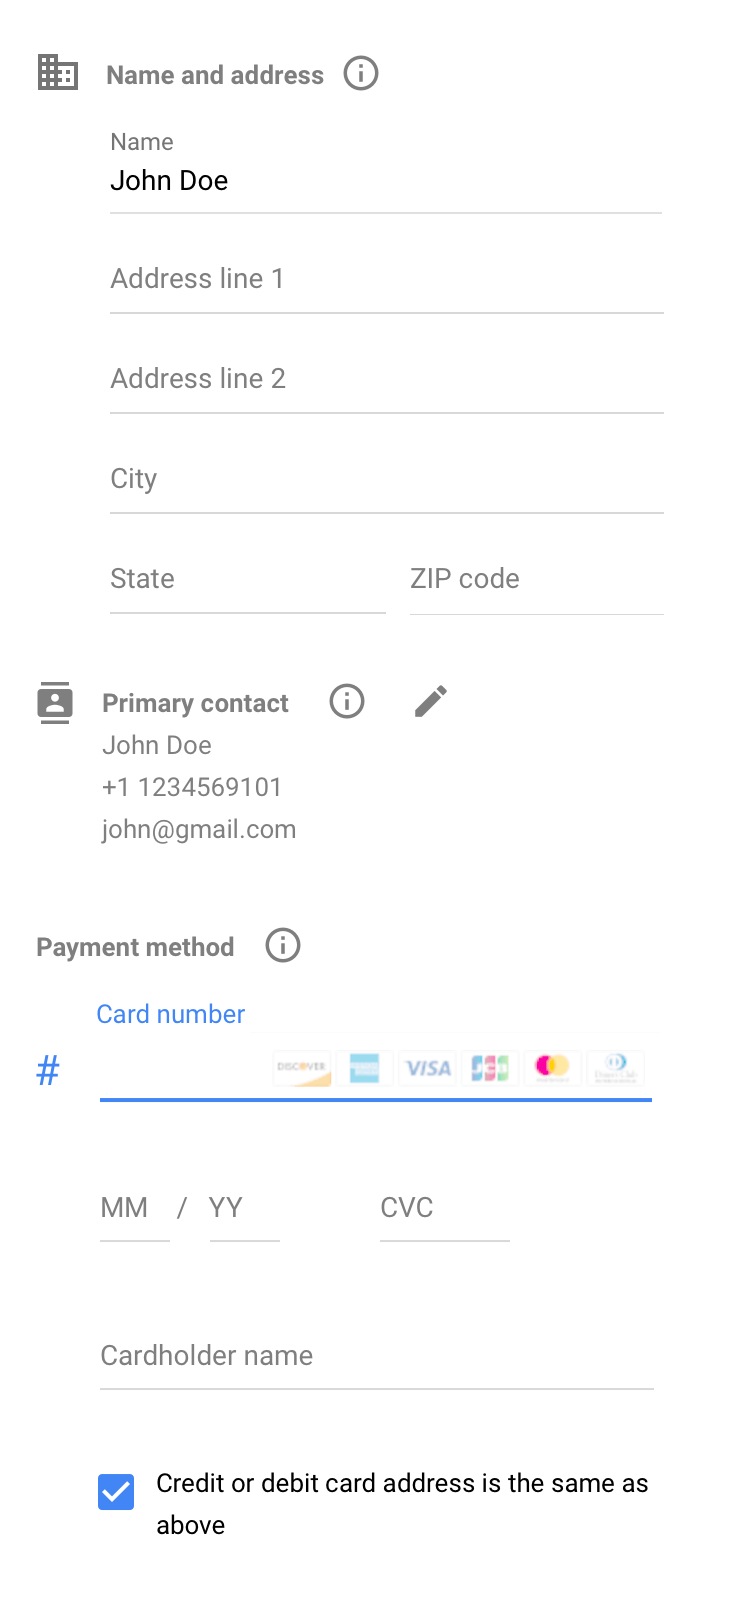 Name and address
Name
John Doe
Address line 1
Address line 2
City
State ZIP code
Primary contact
John Doe
+1 1234569101
john@gmail.com
Payment method
Card number
# DISCOVER VISA JCB
MM / YY CVC
Cardholder name
Credit or debit card address is the same as
above